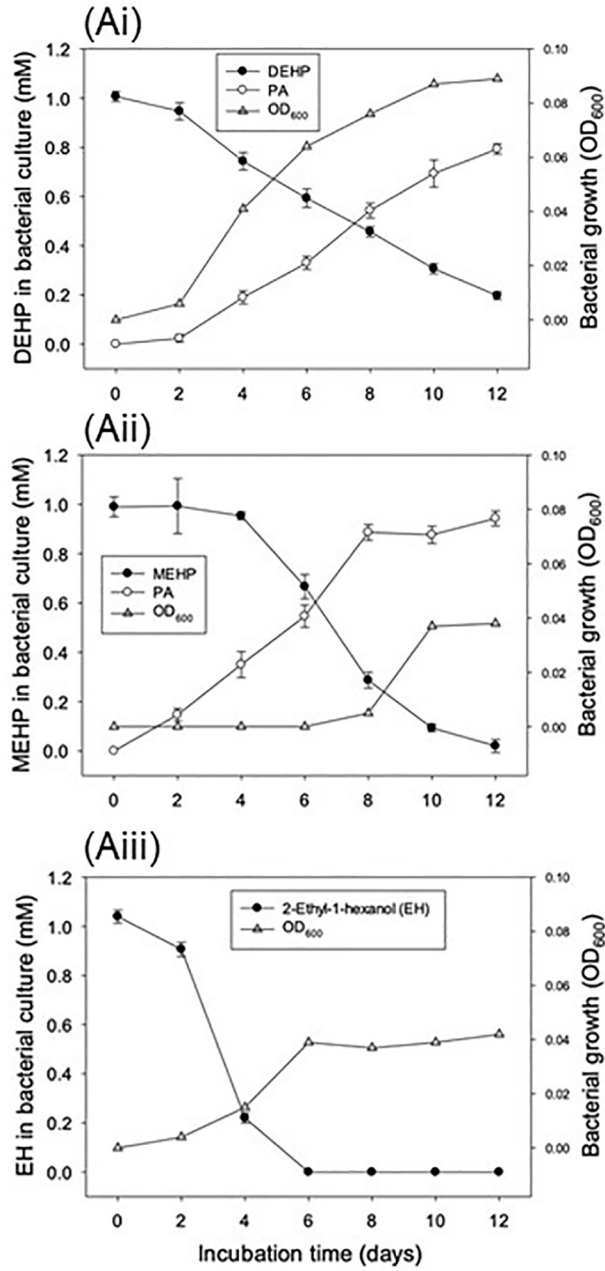 (Ai)
DEHP in bacterial culture (mM)
1.2
1.0
0.8
0.6
0.4
0.2
0.0
DEHP
PA
OD600
0.10
0.08
0.06
0.04
0.02
0.00
Bacterial growth (OD600)
0 2 4 6 8 10 12
(Aii)
MEHP in bacterial culture (mM)
1.2
1.0
0.8
0.6
0.4
0.2
0.0
MEHP
PA
OD600
0.10
0.08
0.06
0.04
0.02
0.00
Bacterial growth (OD600)
0 2 4 6 8 10 12
(Aiii)
EH in bacterial culture (mM)
1.2
1.0
0.8
0.6
0.4
0.2
0.0
2-Ethyl-1-hexanol (EH)
OD600
0.10
0.08
0.06
0.04
0.02
0.00
Bacterial growth (OD600)
0 2 4 6 8 10 12
Incubation time (days)